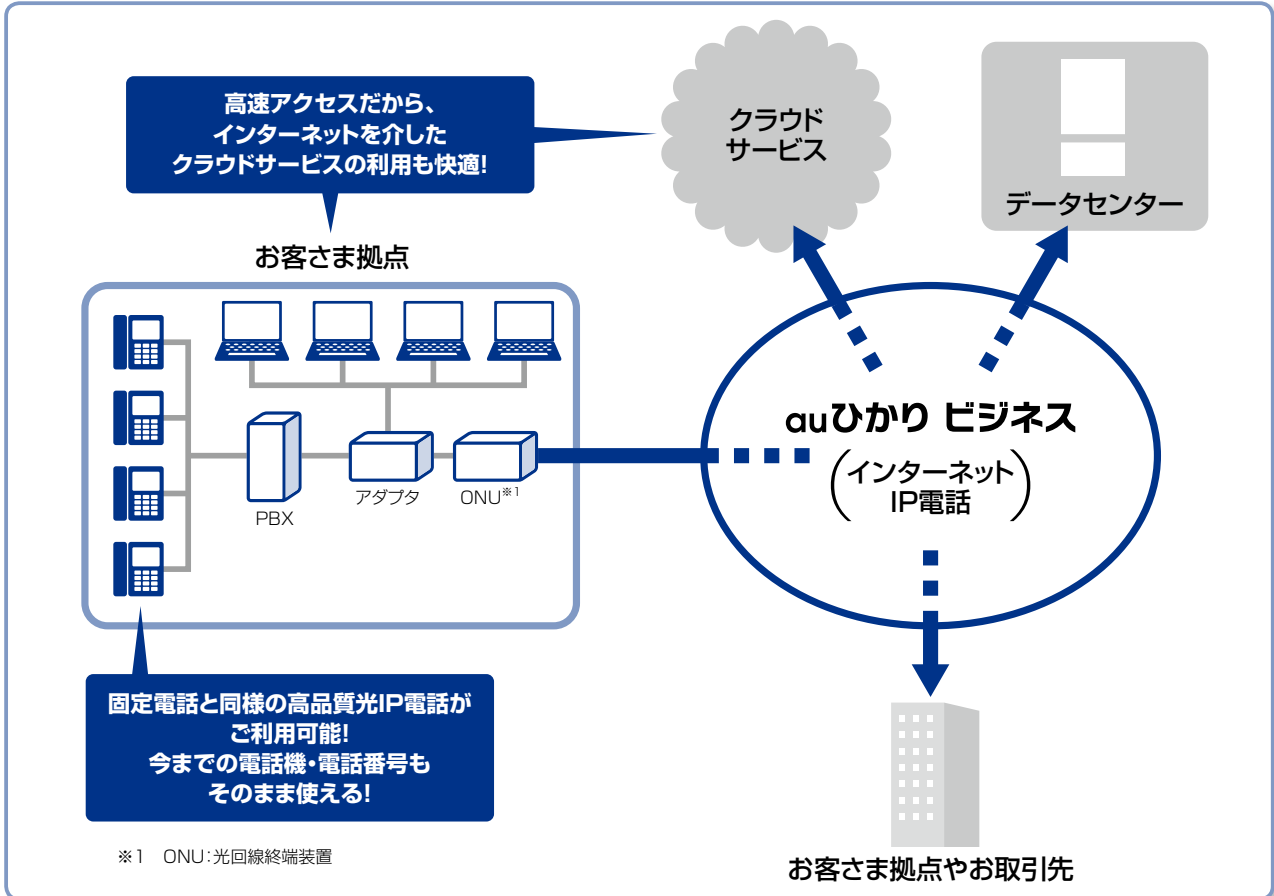 高速アクセスだから、
インターネットを介した
クラウドサービスの利用も快適!
クラウド
サービス
データセンター
お客さま拠点
auひかり ビジネス
(インターネット
IP電話)
PBX
アダプタ
ONU※1
固定電話と同様の高品質光IP電話が
ご利用可能!
今までの電話機・電話番号も
そのまま使える!
※1 ONU:光回線終端装置
お客さま拠点やお取引先